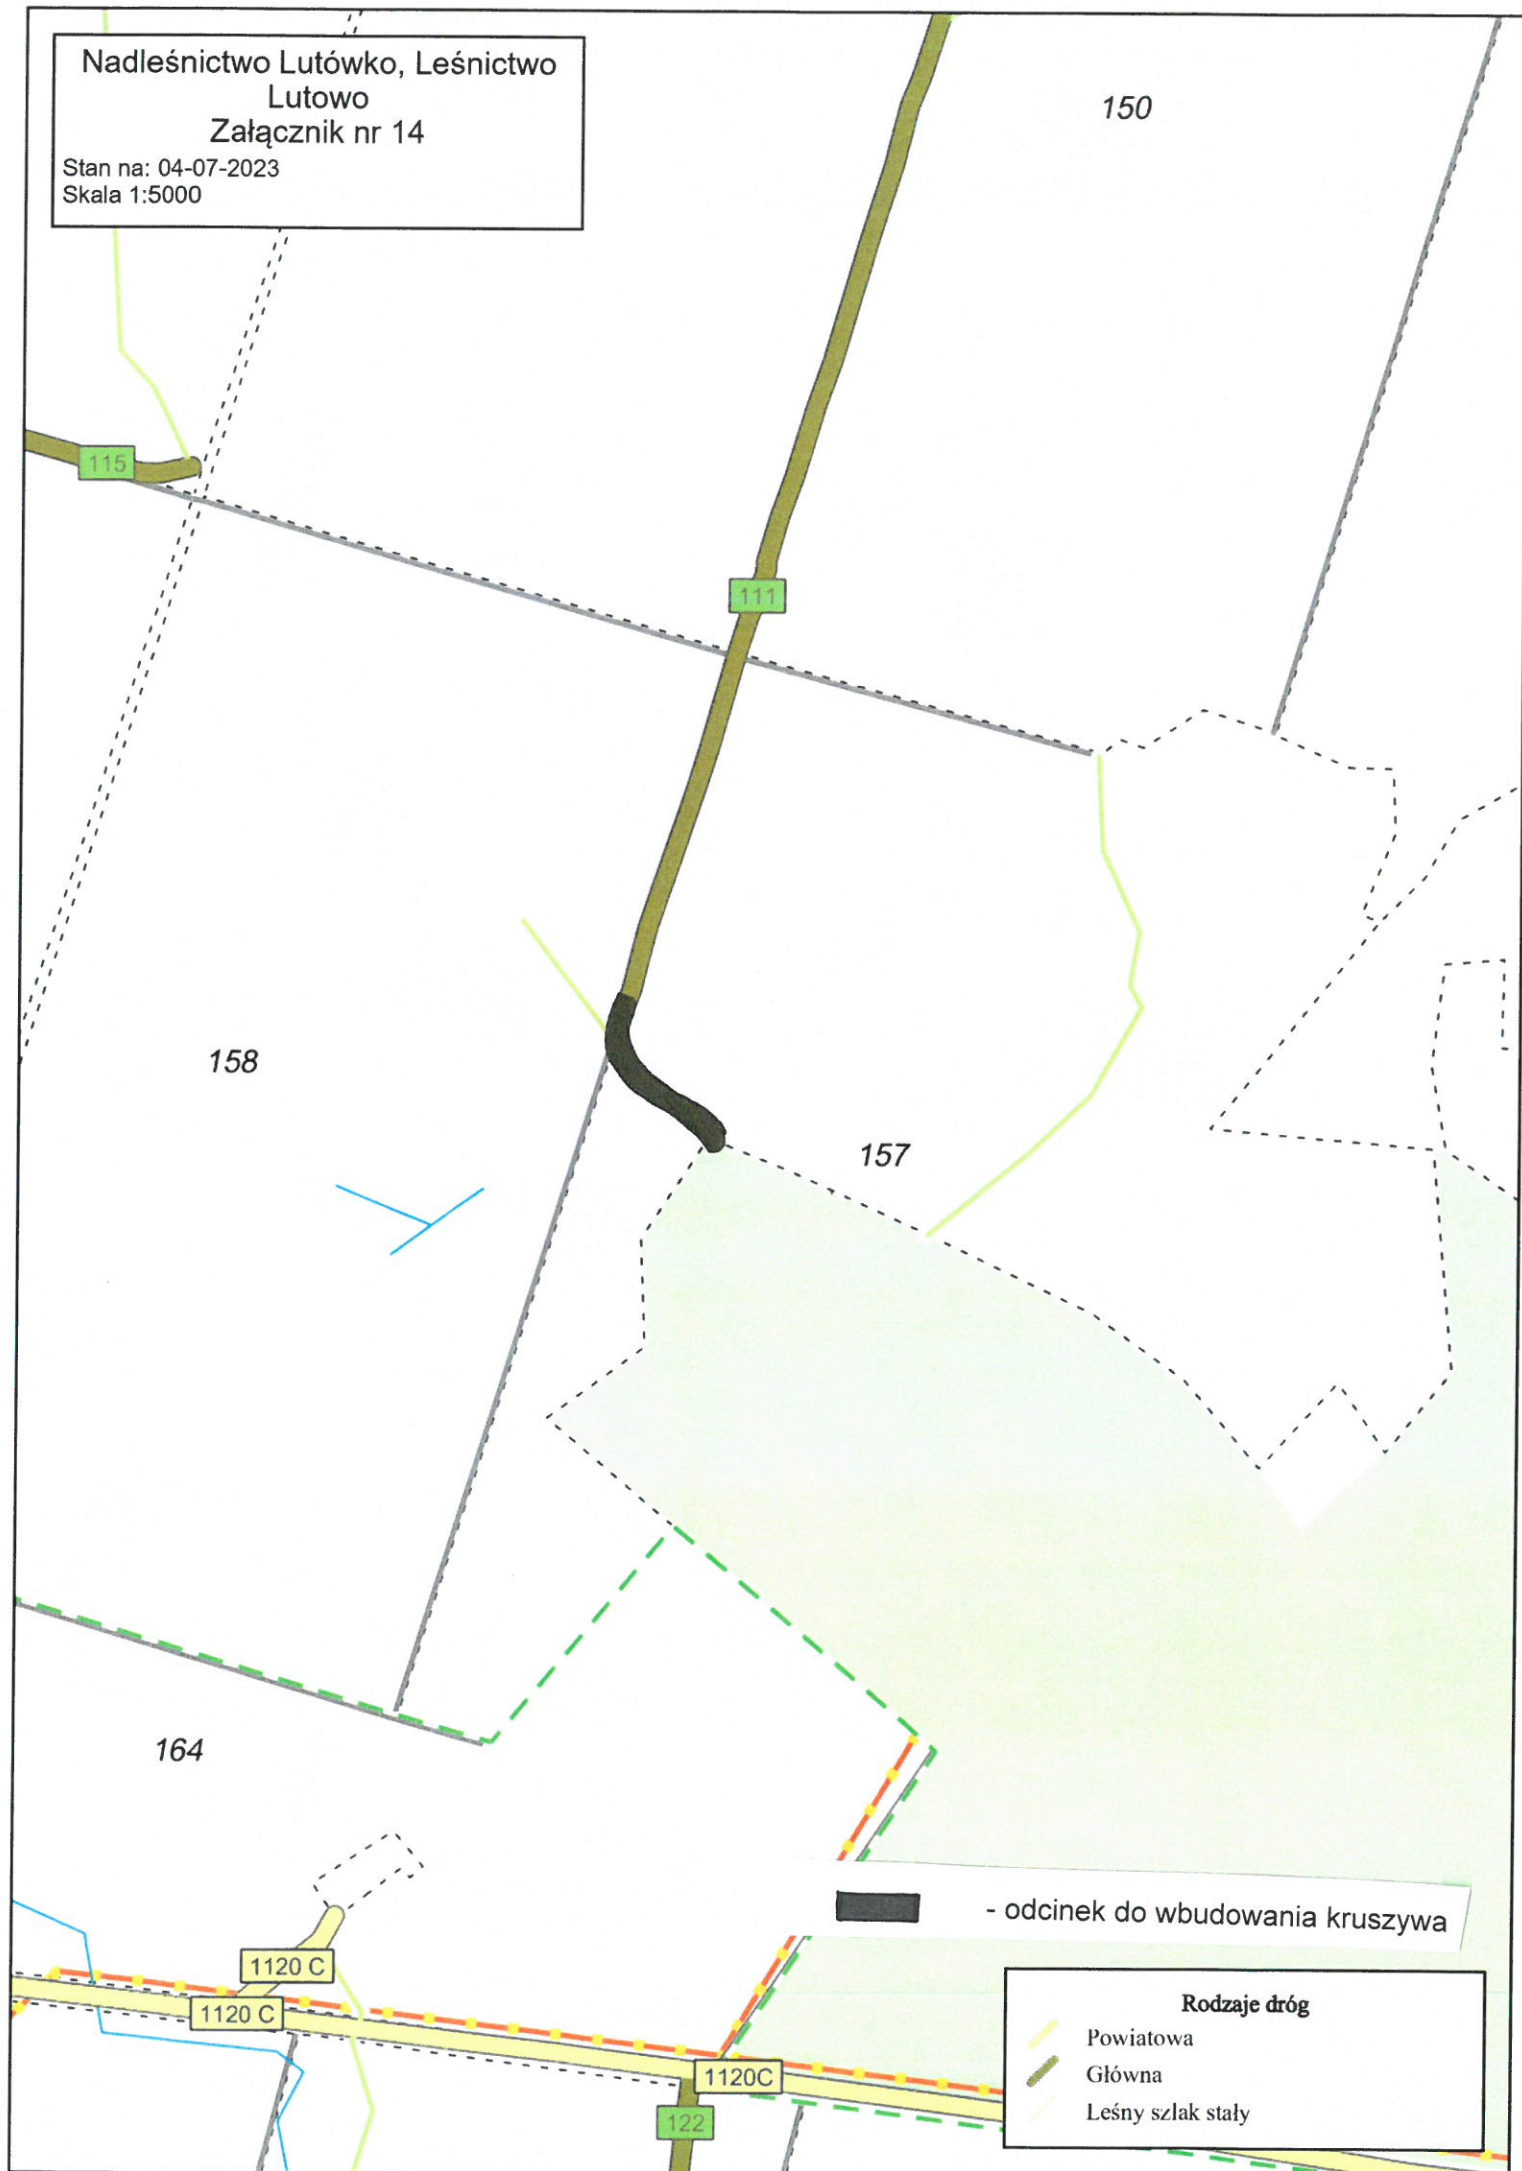 Nadleśnictwo Lutówko, Leśnictwo
Lutowo
Załącznik nr 14
Stan na: 04-07-2023
Skala 1:5000
150
115
111
158
157
164
- odcinek do wbudowania kruszywa
1120 C
1120 C
1120C
122
Rodzaje dróg
Powiatowa
Główna
Leśny szlak stały